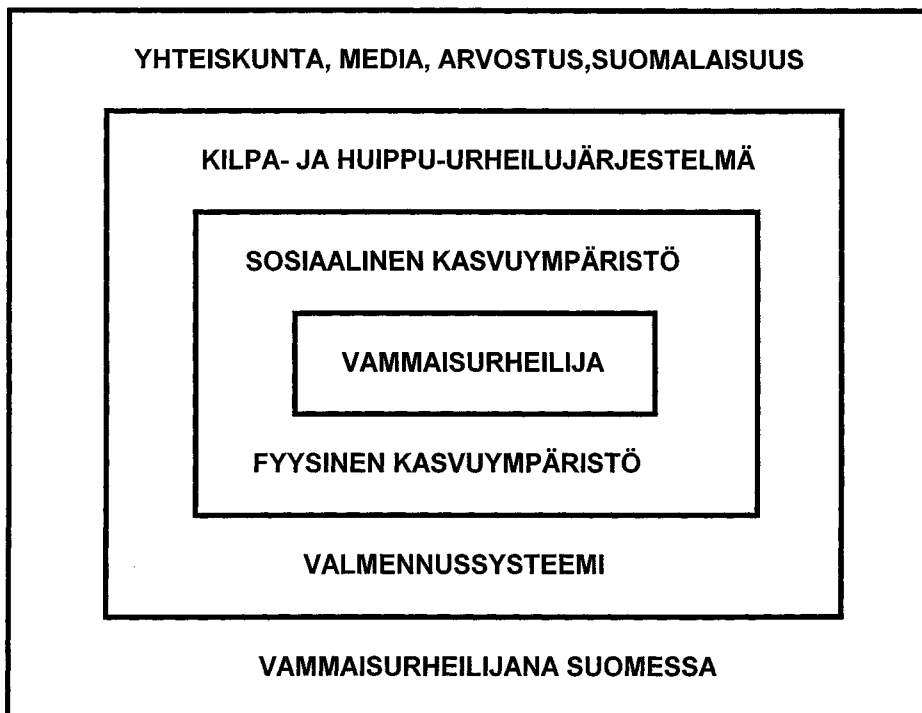 YHTEISKUNTA, MEDIA, ARVOSTUS,SUOMALAISUUS
KILPA- JA HUIPPU-URHEILUJÄRJESTELMÄ
SOSIAALINEN KASVUYMPÄRISTÖ
VAMMAISURHEILIJA
FYYSINEN KASVUYMPÄRISTÖ
VALMENNUSSYSTEEMI
VAMMAISURHEILIJANA SUOMESSA